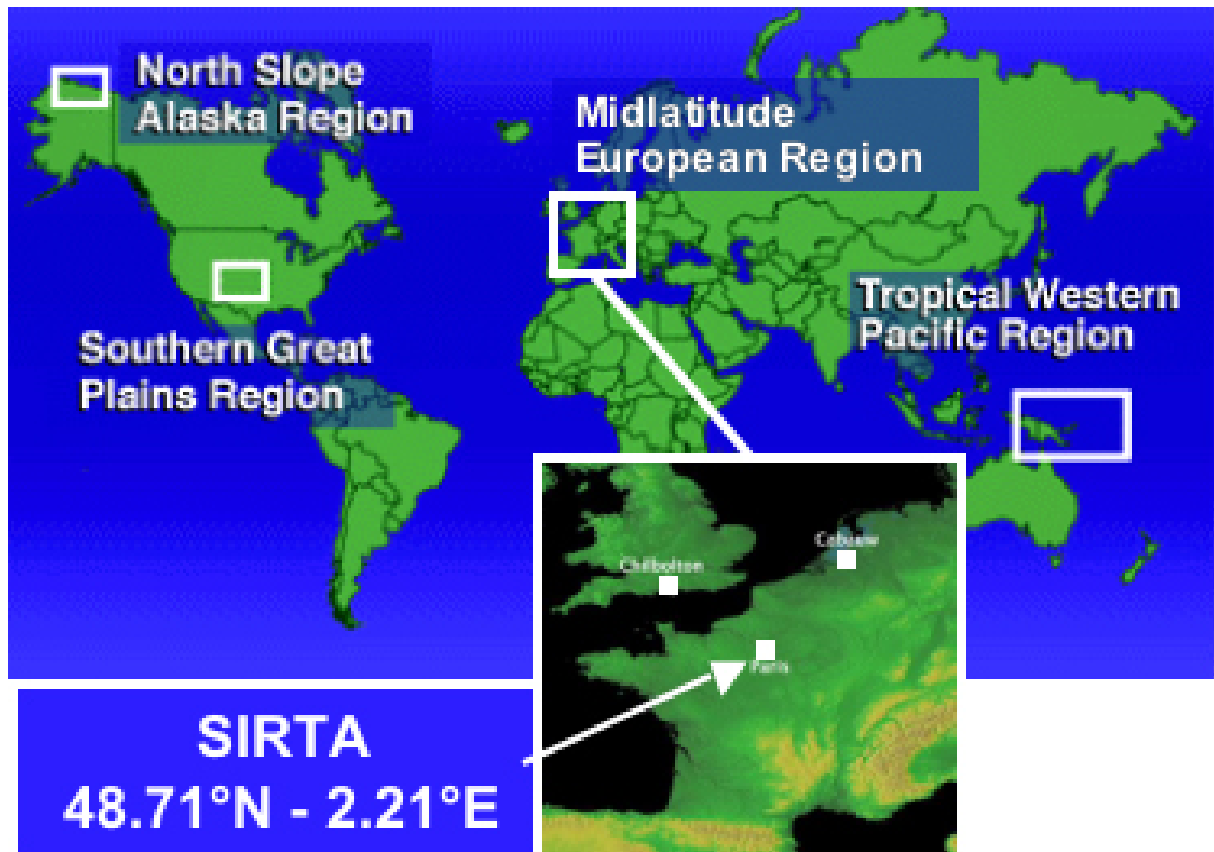 North Slope
Alaska Region
Midlatitude
European Region
Tropical Western
Pacific Region
Southern Great
Plains Region
Cabauw
Chilbolton
Paris
SIRTA
48.71°N - 2.21°E